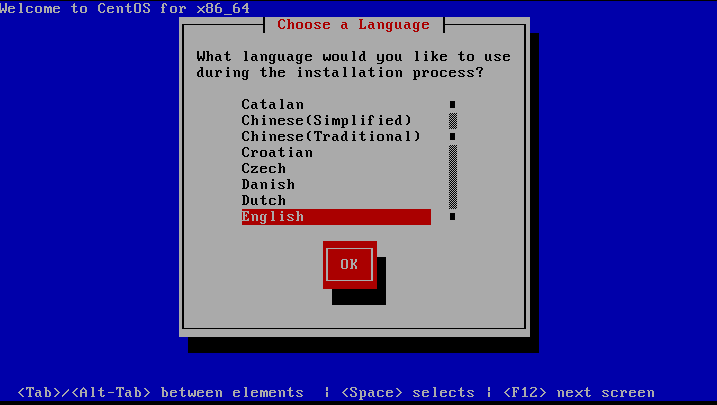 Welcome to CentOS for x86_64
Choose a Language
What language would you like to use
during the installation process?
Catalan
Chinese(Simplified)
Chinese(Traditional)
Croatian
Czech
Danish
Dutch
English
OK
<Tab>/<Alt-Tab> between elements | <Space> selects | <F12> next screen